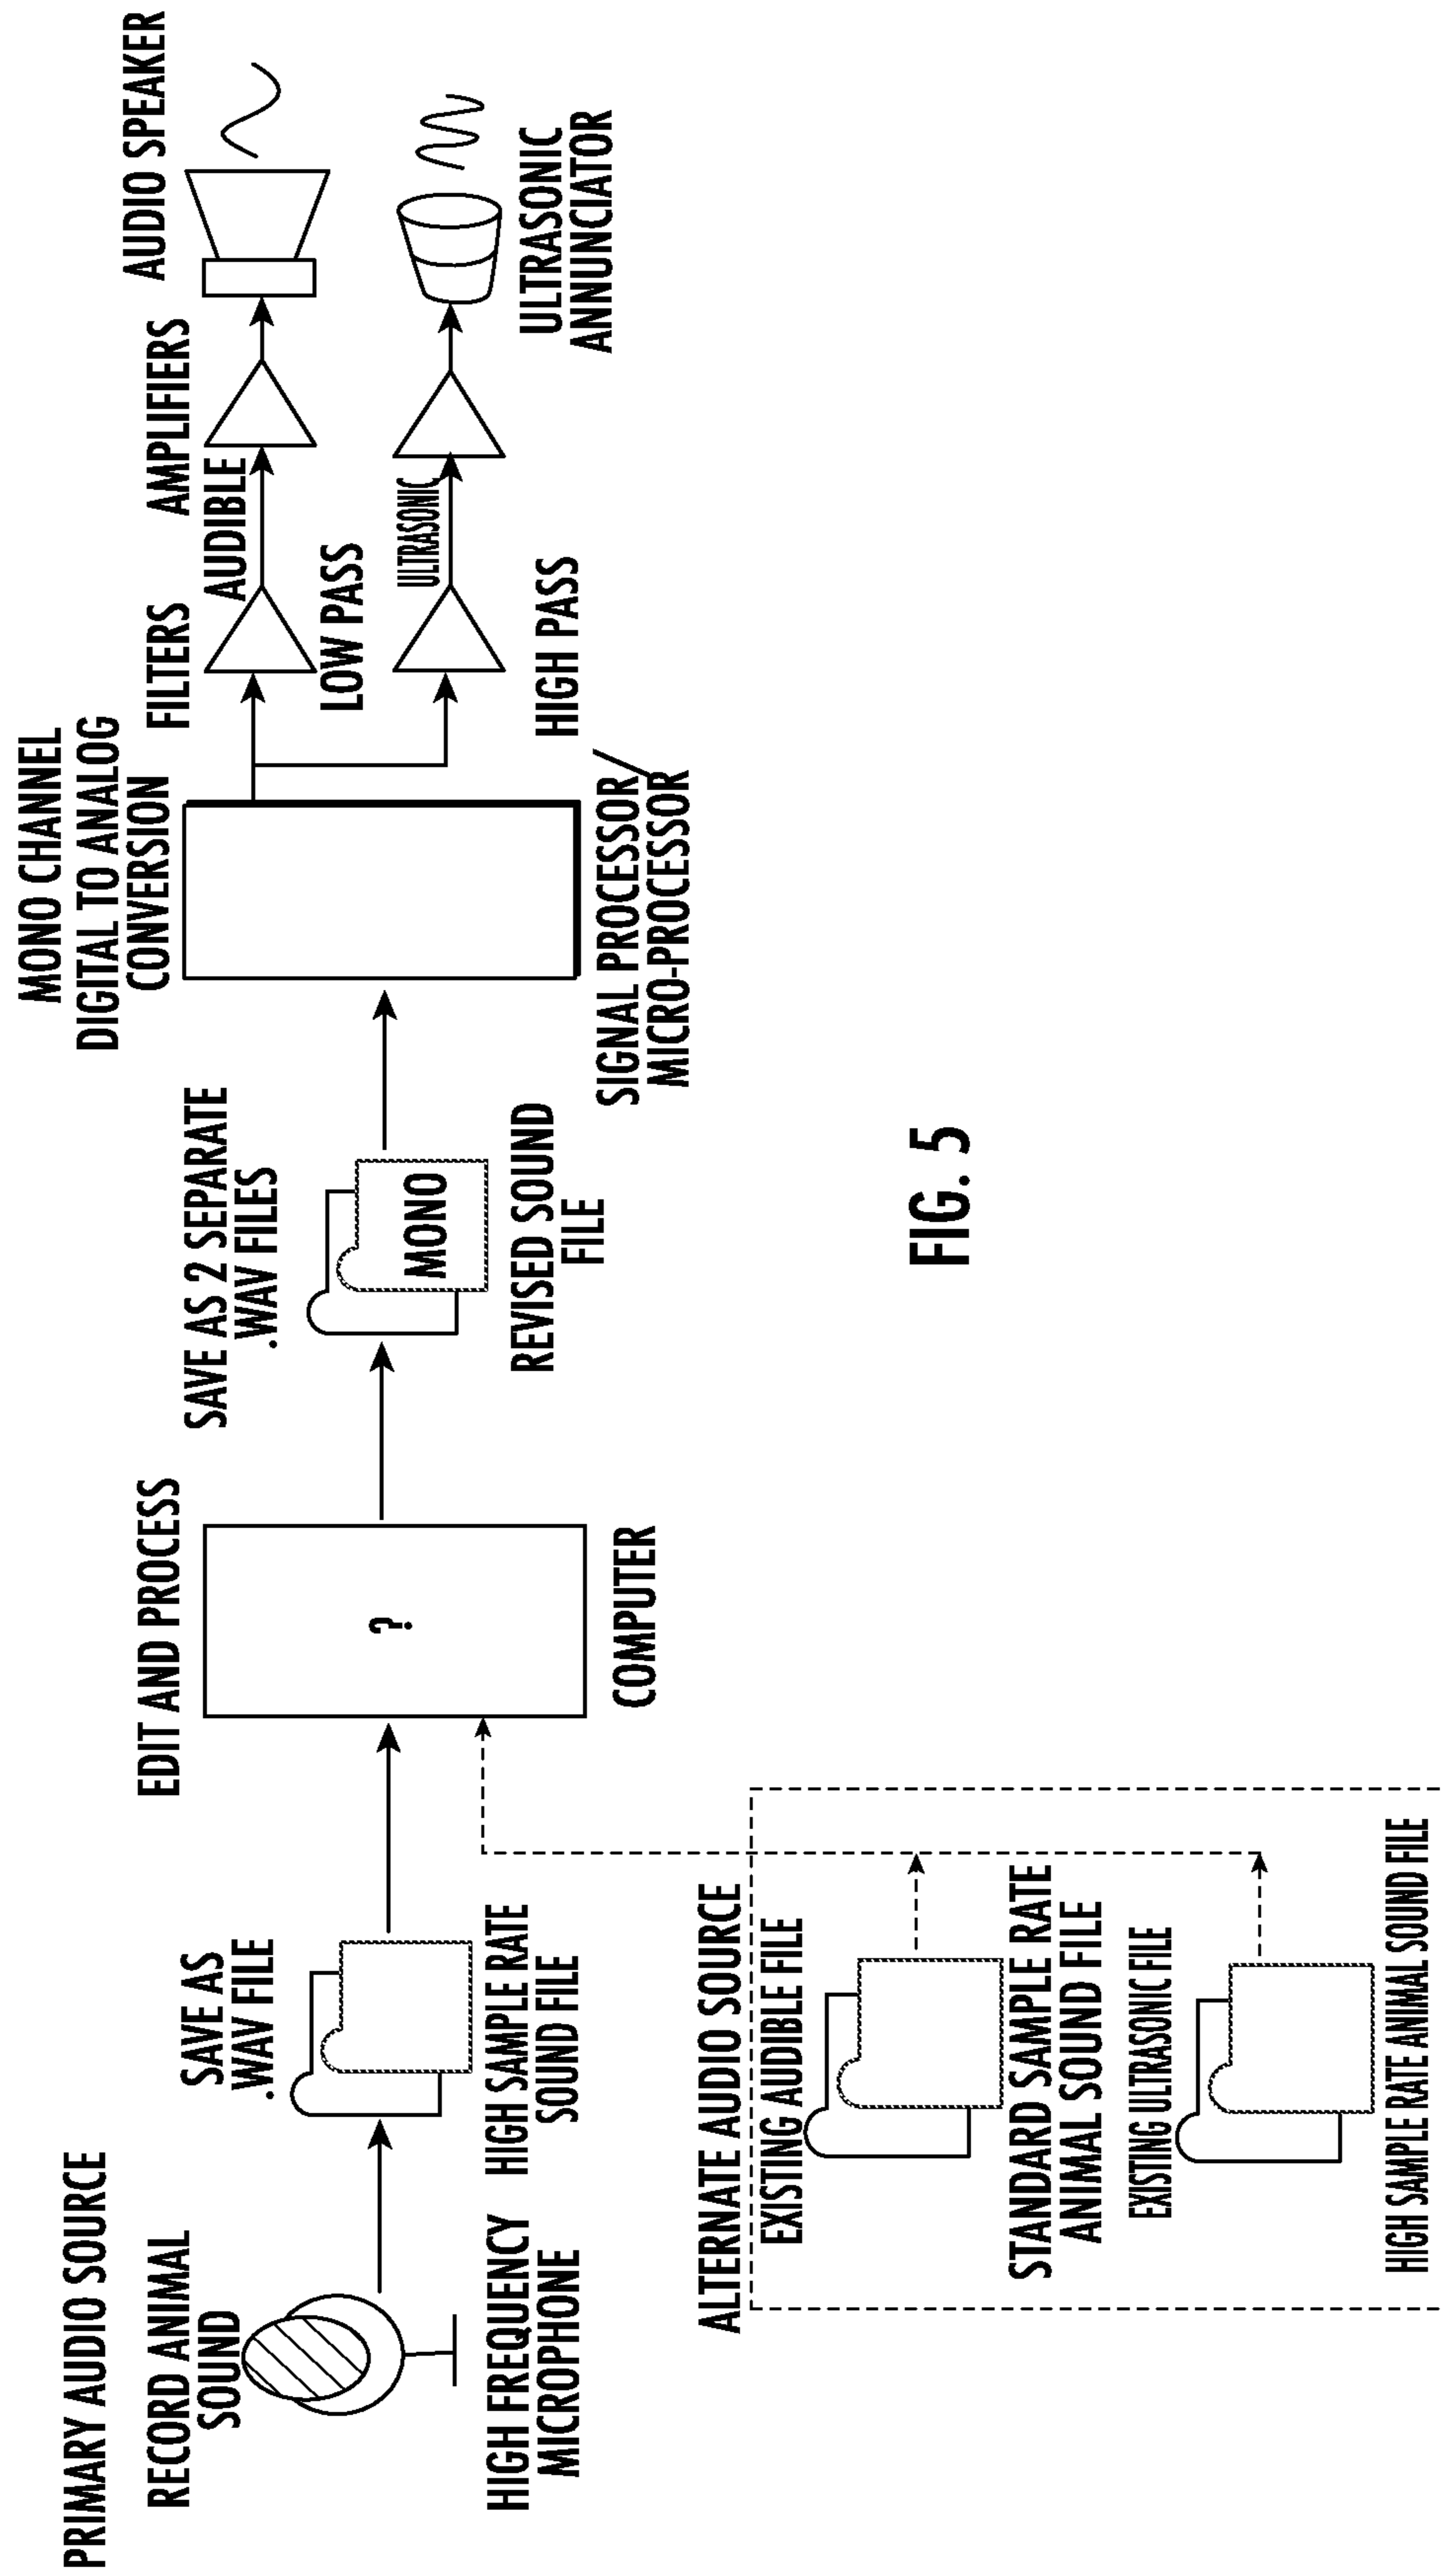 PRIMARY AUDIO SOURCE
RECORD ANIMAL
SOUND
HIGH FREQUENCY
MICROPHONE
SAVE AS
.WAV FILE
HIGH SAMPLE RATE
SOUND FILE
ALTERNATE AUDIO SOURCE
EXISTING AUDIBLE FILE
STANDARD SAMPLE RATE
ANIMAL SOUND FILE
EXISTING ULTRASONIC FILE
HIGH SAMPLE RATE ANIMAL SOUND FILE
EDIT AND PROCESS
?
COMPUTER
SAVE AS 2 SEPARATE
.WAV FILES
MONO
REVISED SOUND
FILE
MONO CHANNEL
DIGITAL TO ANALOG
CONVERSION
SIGNAL PROCESSOR
MICRO-PROCESSOR
FILTERS
LOW PASS
HIGH PASS
AUDIBLE
ULTRASONIC
AMPLIFIERS
AUDIO SPEAKER
ULTRASONIC
ANNUNCIATOR
FIG. 5